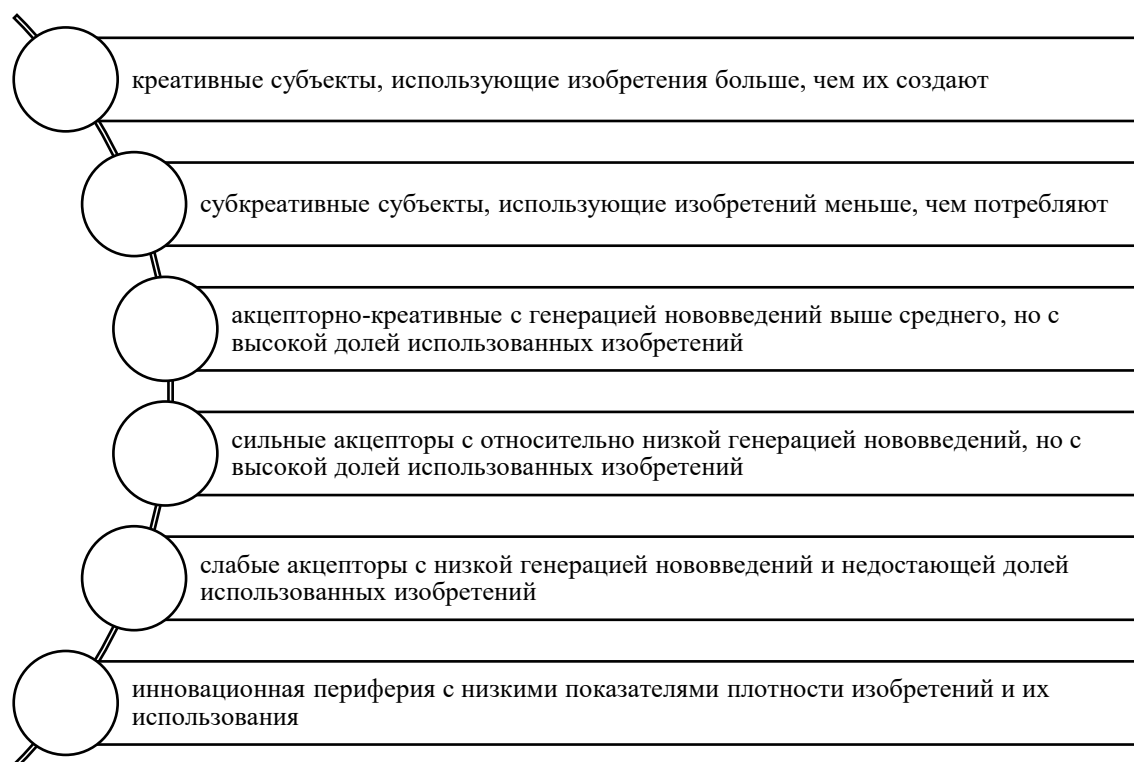 креативные субъекты, использующие изобретения больше, чем их создают
субкреативные субъекты, использующие изобретений меньше, чем потребляют
акцепторно-креативные с генерацией нововведений выше среднего, но с
высокой долей использованных изобретений
сильные акцепторы с относительно низкой генерацией нововведений, но с
высокой долей использованных изобретений
слабые акцепторы с низкой генерацией нововведений и недостающей долей
использованных изобретений
инновационная периферия с низкими показателями плотности изобретений и их
использования